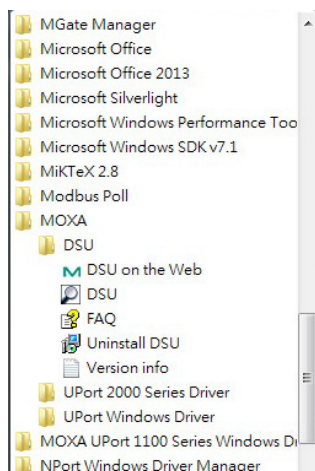 MGate Manager
Microsoft Office
Microsoft Office 2013
Microsoft Silverlight
Microsoft Windows Performance Too
Microsoft Windows SDK v7.1
MiKTeX 2.8
Modbus Poll
MOXA
DSU
DSU on the Web
DSU
FAQ
Uninstall DSU
Version info
UPort 2000 Series Driver
UPort Windows Driver
MOXA UPort 1100 Series Windows Dr
NPort Windows Driver Manager